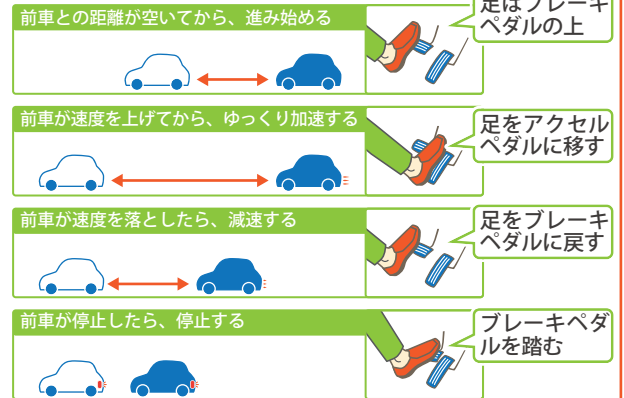 前車との距離が空いてから、進み始める
足はブレーキ
ペダルの上
前車が速度を上げてから、ゆっくり加速する
足をアクセル
ペダルに移す
前車が速度を落としたら、減速する
足をブレーキ
ペダルに戻す
前車が停止したら、停止する
ブレーキペダ
ルを踏む